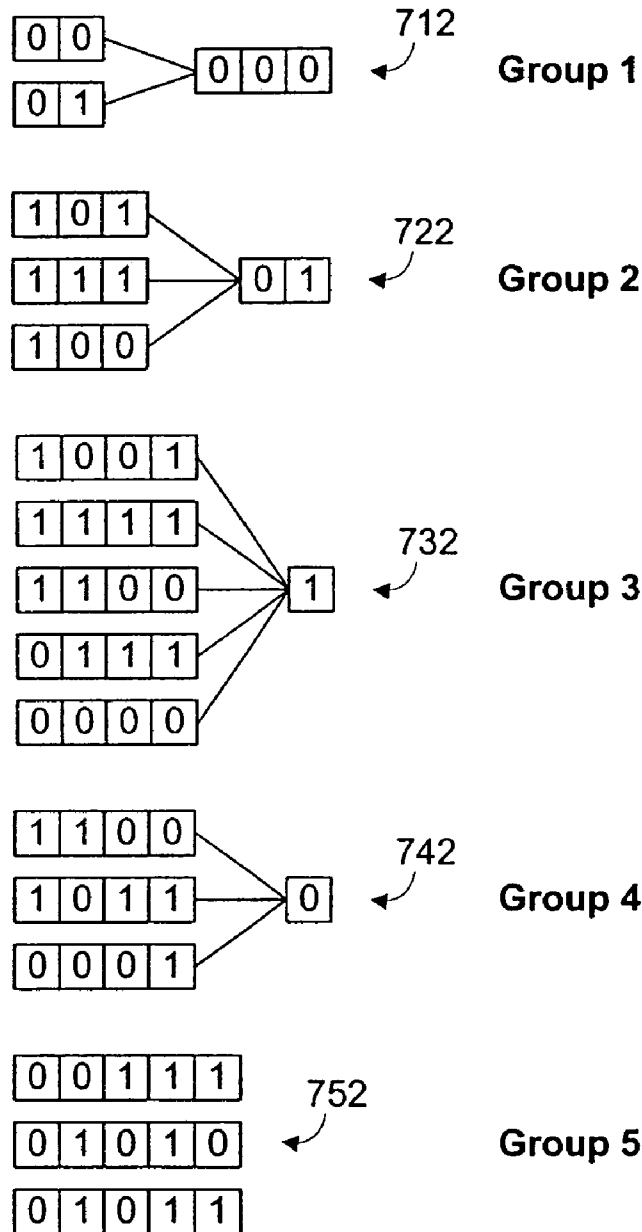 0 0
712
0 0 0
Group 1
0 1
1 0 1
722
1 1 1
0 1
Group 2
1 0 0
1 0 0 1
1 1 1 1
732
1 1 0 0
1
Group 3
0 1 1 1
0 0 0 0
1 1 0 0
742
1 0 1 1
0
Group 4
0 0 0 1
0 0 1 1 1
752
0 1 0 1 0
Group 5
0 1 0 1 1